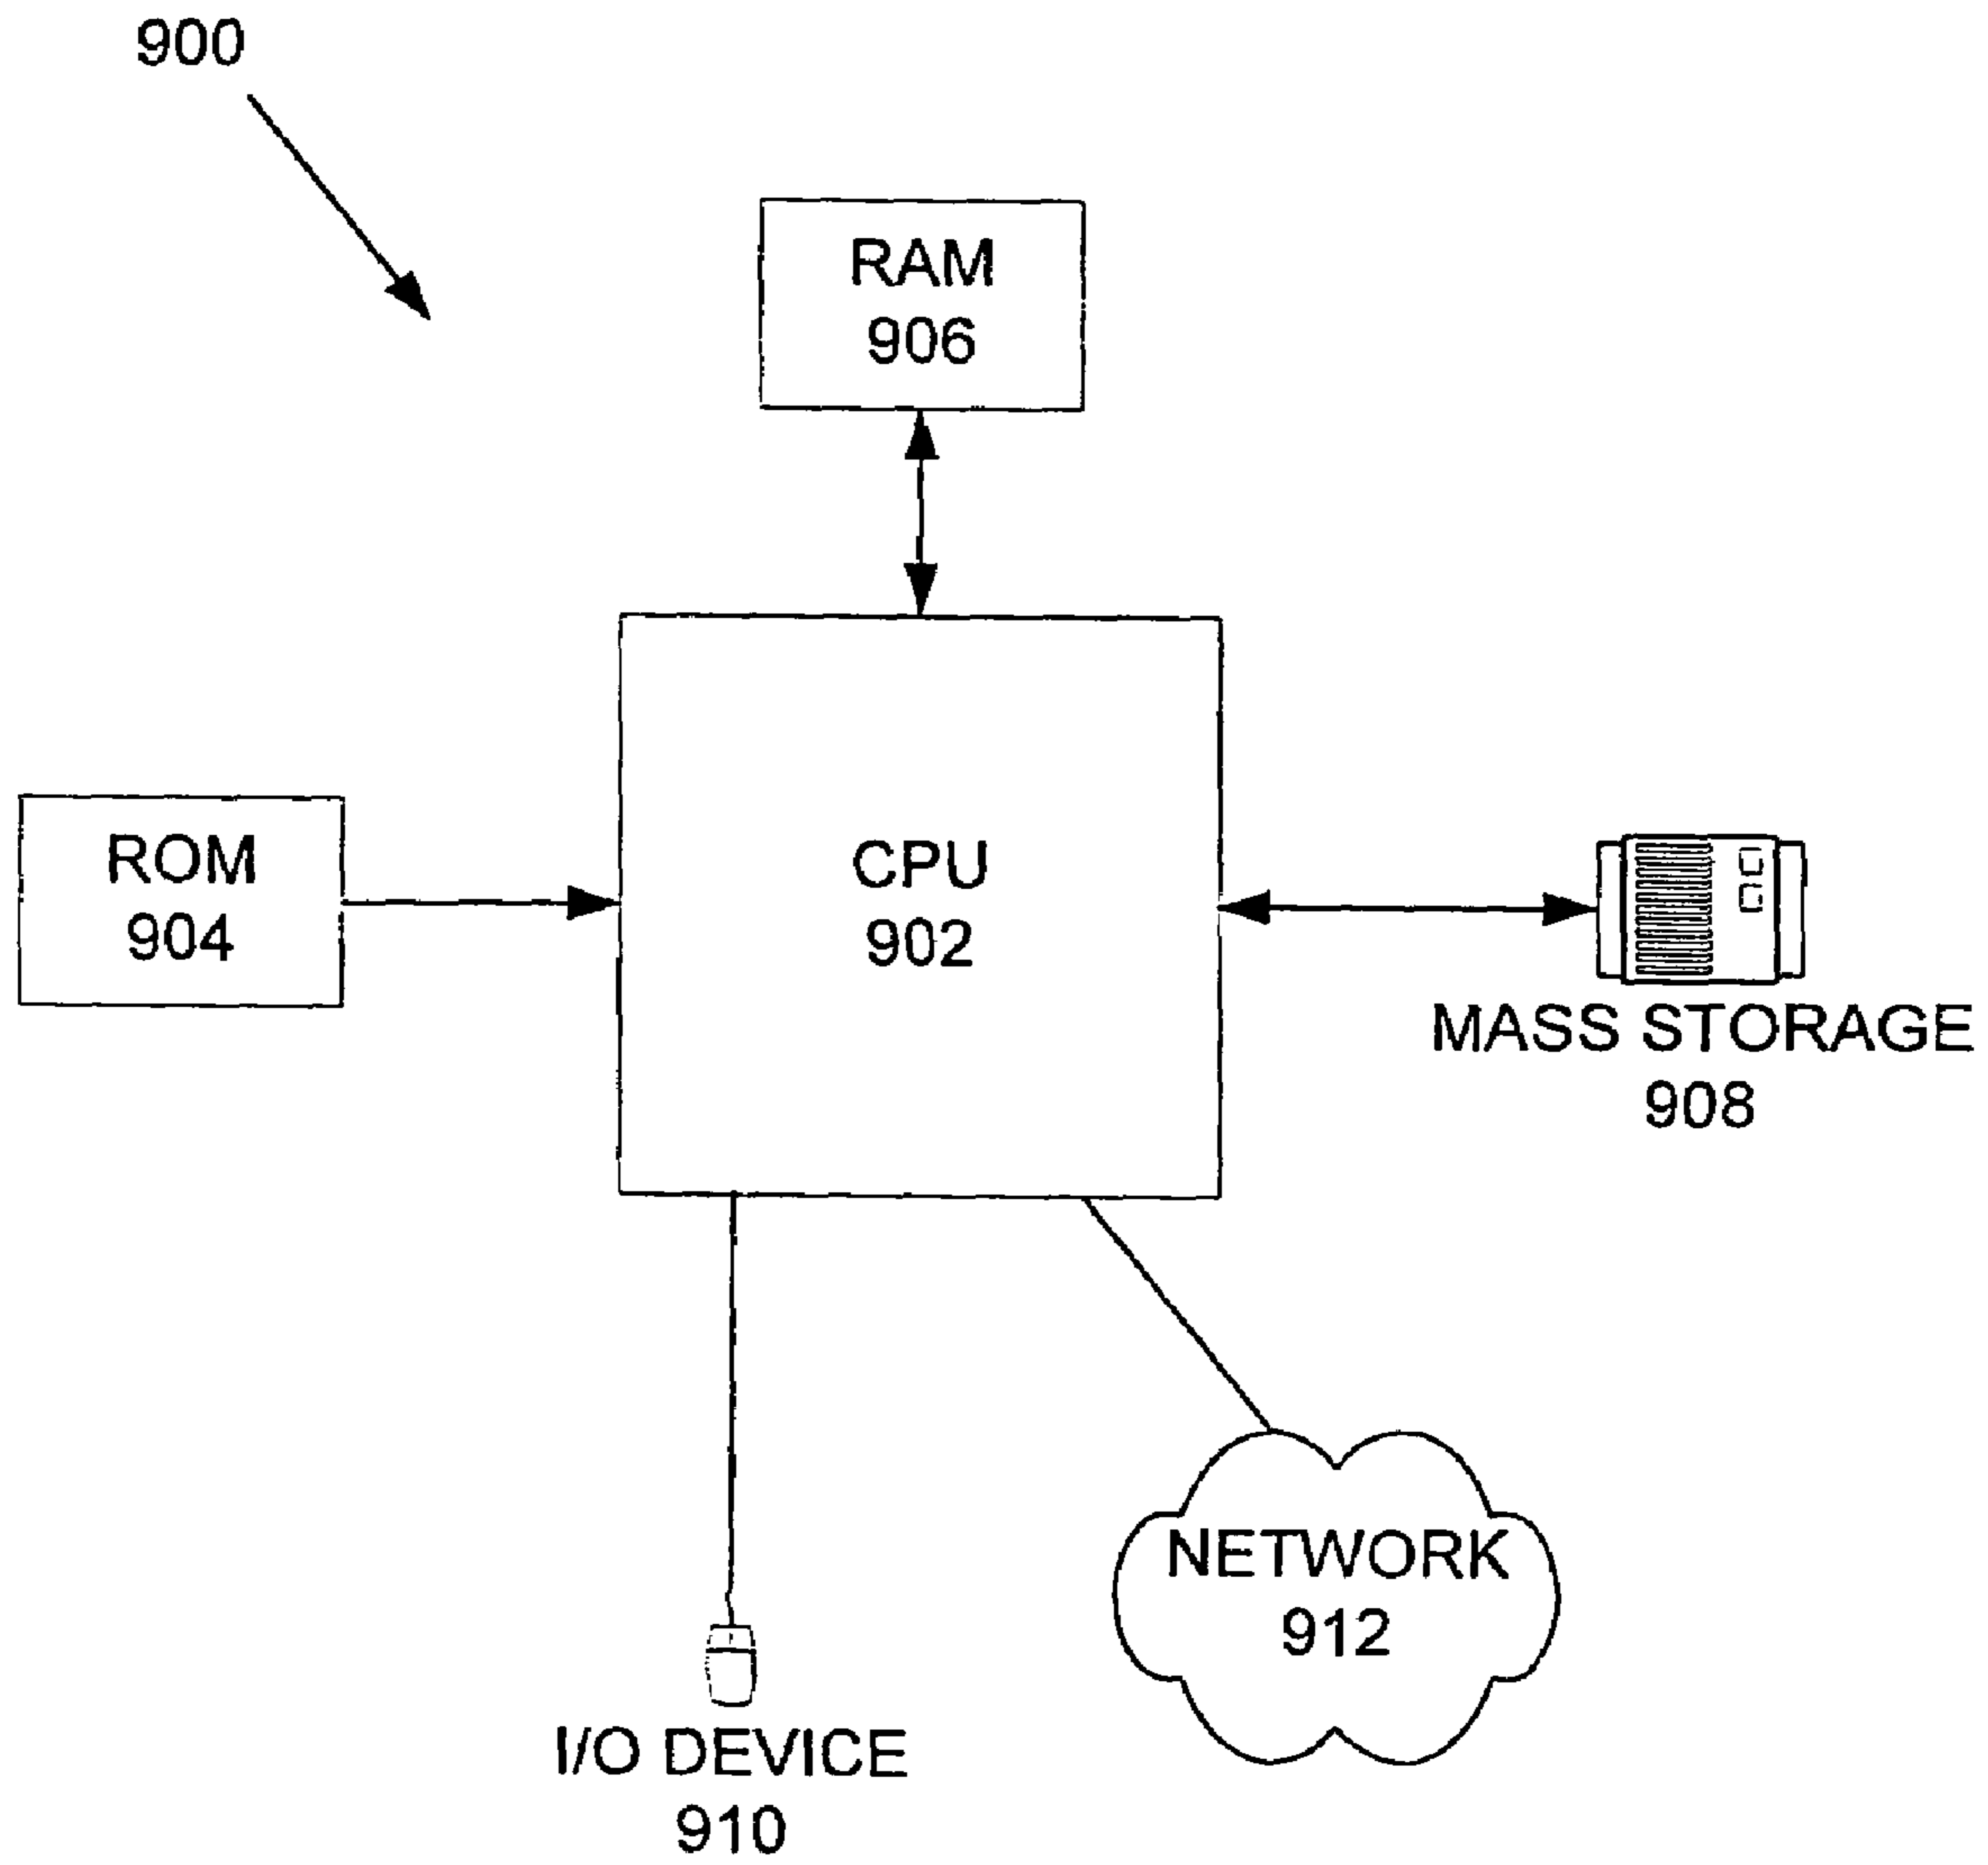 900
RAM
906
ROM
904
CPU
902
MASS STORAGE
908
NETWORK
912
I/O DEVICE
910